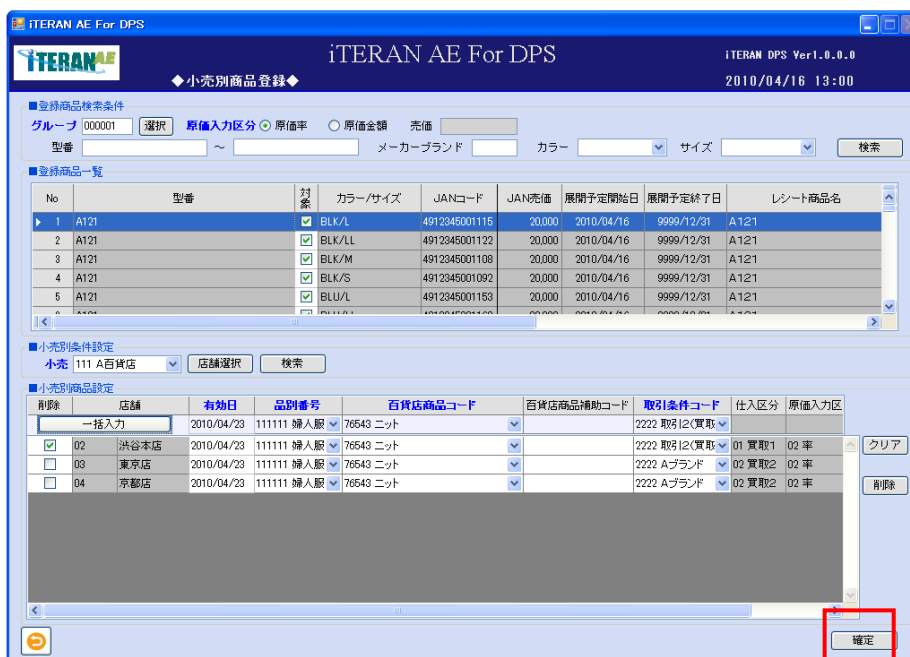 iTERAN AE For DPS
iTERAN AE
iTERAN AE For DPS
iTERAN DPS Ver1.0.0.0
◆小売別商品登録◆
2010/04/16 13:00
■登録商品検索条件
グループ 000001 選択 原価入力区分 原価率 原価金額 売価
型番 ～ メーカーブランド カラー サイズ 検索
■登録商品一覧
No 型番 対象 カラー/サイズ JANコード JAN売価 展開予定開始日 展開予定終了日 レシート商品名
1 A121 BLK/L 4912345001115 20,000 2010/04/16 9999/12/31 A121
2 A121 BLK/LL 4912345001122 20,000 2010/04/16 9999/12/31 A121
3 A121 BLK/M 4912345001108 20,000 2010/04/16 9999/12/31 A121
4 A121 BLK/S 4912345001092 20,000 2010/04/16 9999/12/31 A121
5 A121 BLU/L 4912345001153 20,000 2010/04/16 9999/12/31 A121
■小売別条件設定
小売 111 A百貨店 店舗選択 検索
■小売別商品設定
削除 店舗 有効日 品別番号 百貨店商品コード 百貨店商品補助コード 取引条件コード 仕入区分 原価入力区
一括入力 2010/04/23 111111 婦人服 76543 ニット 2222 取引2(買取
02 渋谷本店 2010/04/23 111111 婦人服 76543 ニット 2222 取引2(買取 01 買取1 02 率 クリア
03 東京店 2010/04/23 111111 婦人服 76543 ニット 2222 Aブランド 02 買取2 02 率
04 京都店 2010/04/23 111111 婦人服 76543 ニット 2222 Aブランド 02 買取2 02 率 削除
確定